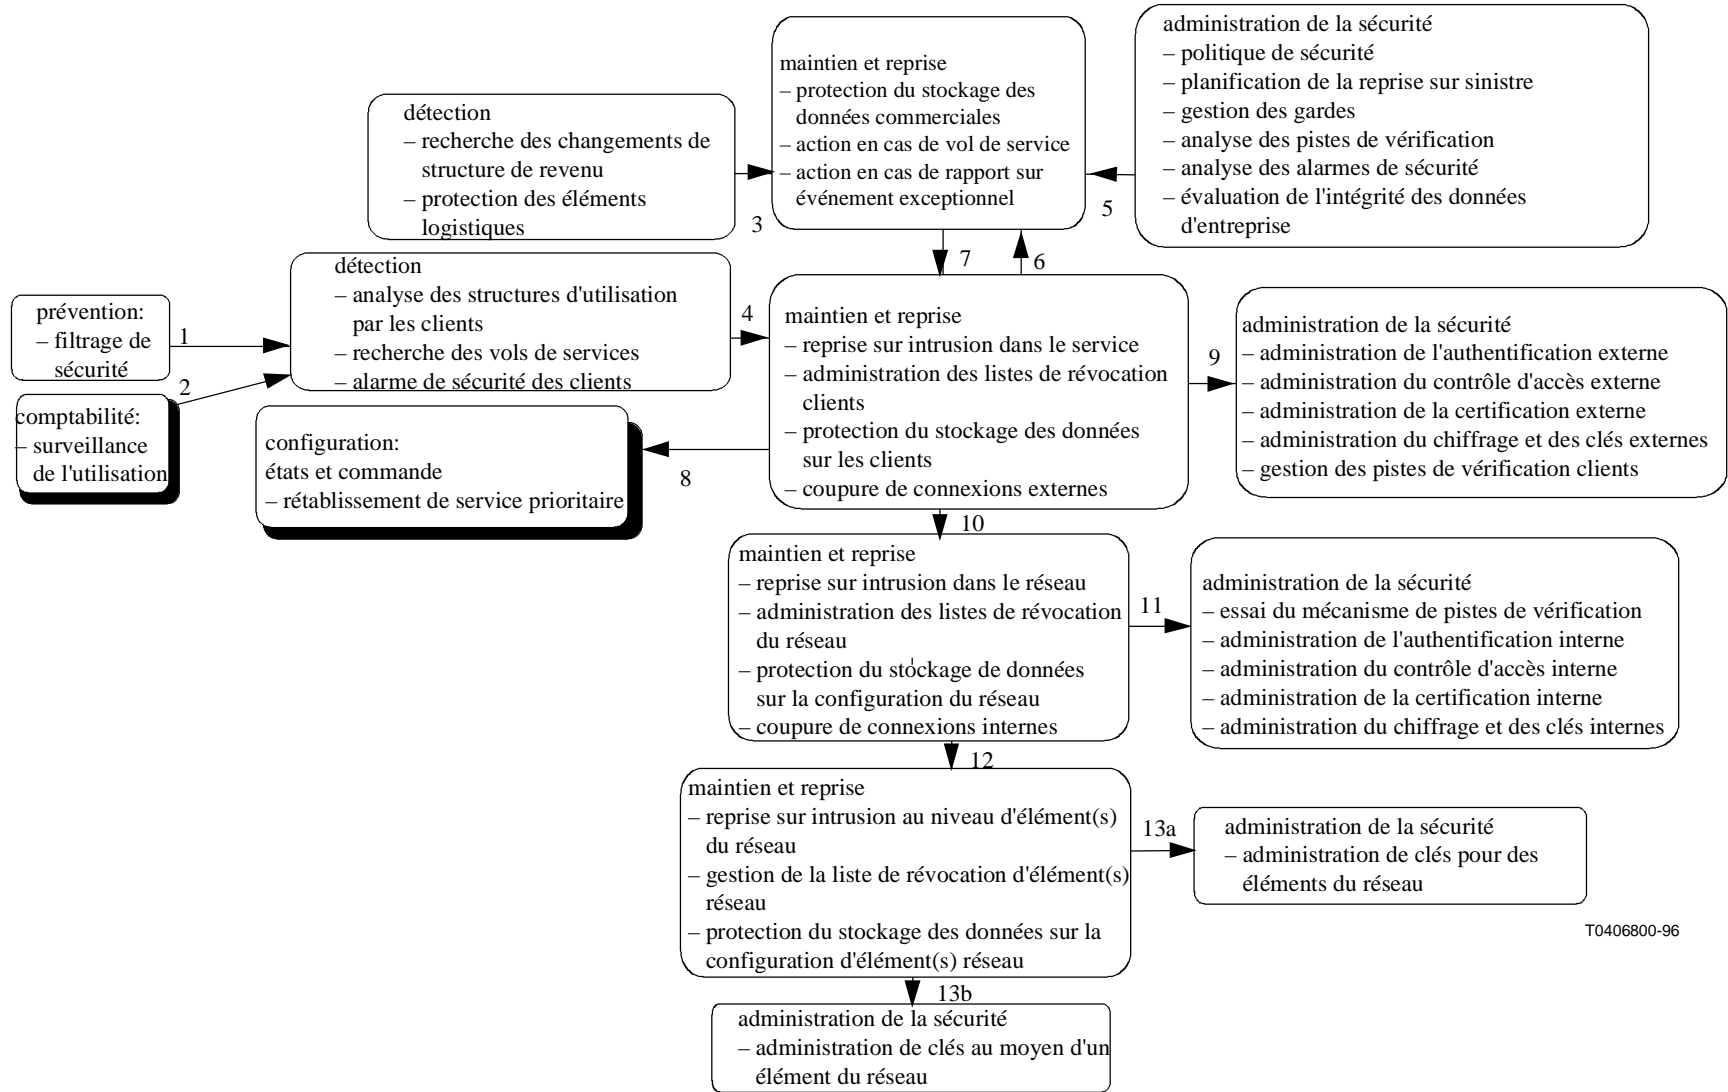 maintien et reprise
– protection du stockage des
données commerciales
– action en cas de vol de service
– action en cas de rapport sur
événement exceptionnel
administration de la sécurité
– politique de sécurité
– planification de la reprise sur sinistre
– gestion des gardes
– analyse des pistes de vérification
– analyse des alarmes de sécurité
– évaluation de l'intégrité des données
d'entreprise
détection
– recherche des changements de
structure de revenu
– protection des éléments
logistiques
3
5
7
6
détection
– analyse des structures d'utilisation
par les clients
– recherche des vols de services
– alarme de sécurité des clients
prévention:
– filtrage de
sécurité
1
2
4
comptabilité:
– surveillance
de l'utilisation
configuration:
états et commande
– rétablissement de service prioritaire
8
maintien et reprise
– reprise sur intrusion dans le service
– administration des listes de révocation
clients
– protection du stockage des données
sur les clients
– coupure de connexions externes
9
administration de la sécurité
– administration de l'authentification externe
– administration du contrôle d'accès externe
– administration de la certification externe
– administration du chiffrage et des clés externes
– gestion des pistes de vérification clients
10
maintien et reprise
– reprise sur intrusion dans le réseau
– administration des listes de révocation
du réseau
– protection du stockage de données
sur la configuration du réseau
– coupure de connexions internes
11
administration de la sécurité
– essai du mécanisme de pistes de vérification
– administration de l'authentification interne
– administration du contrôle d'accès interne
– administration de la certification interne
– administration du chiffrage et des clés internes
12
maintien et reprise
– reprise sur intrusion au niveau d'élément(s)
du réseau
– gestion de la liste de révocation d'élément(s)
réseau
– protection du stockage des données sur la
configuration d'élément(s) réseau
13a
administration de la sécurité
– administration de clés pour des
éléments du réseau
T0406800-96
13b
administration de la sécurité
– administration de clés au moyen d'un
élément du réseau